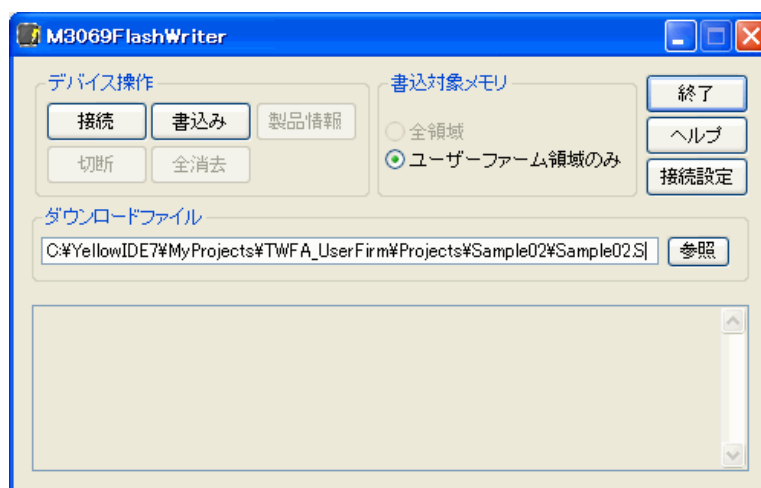 M3069FlashWriter
デバイス操作
接続 書込み 製品情報
切断 全消去
書込対象メモリ
全領域
ユーザーファーム領域のみ
終了
ヘルプ
接続設定
ダウンロードファイル
C:¥YellowIDE7¥MyProjects¥TWFA_UserFirm¥Projects¥Sample02¥Sample02.S
参照